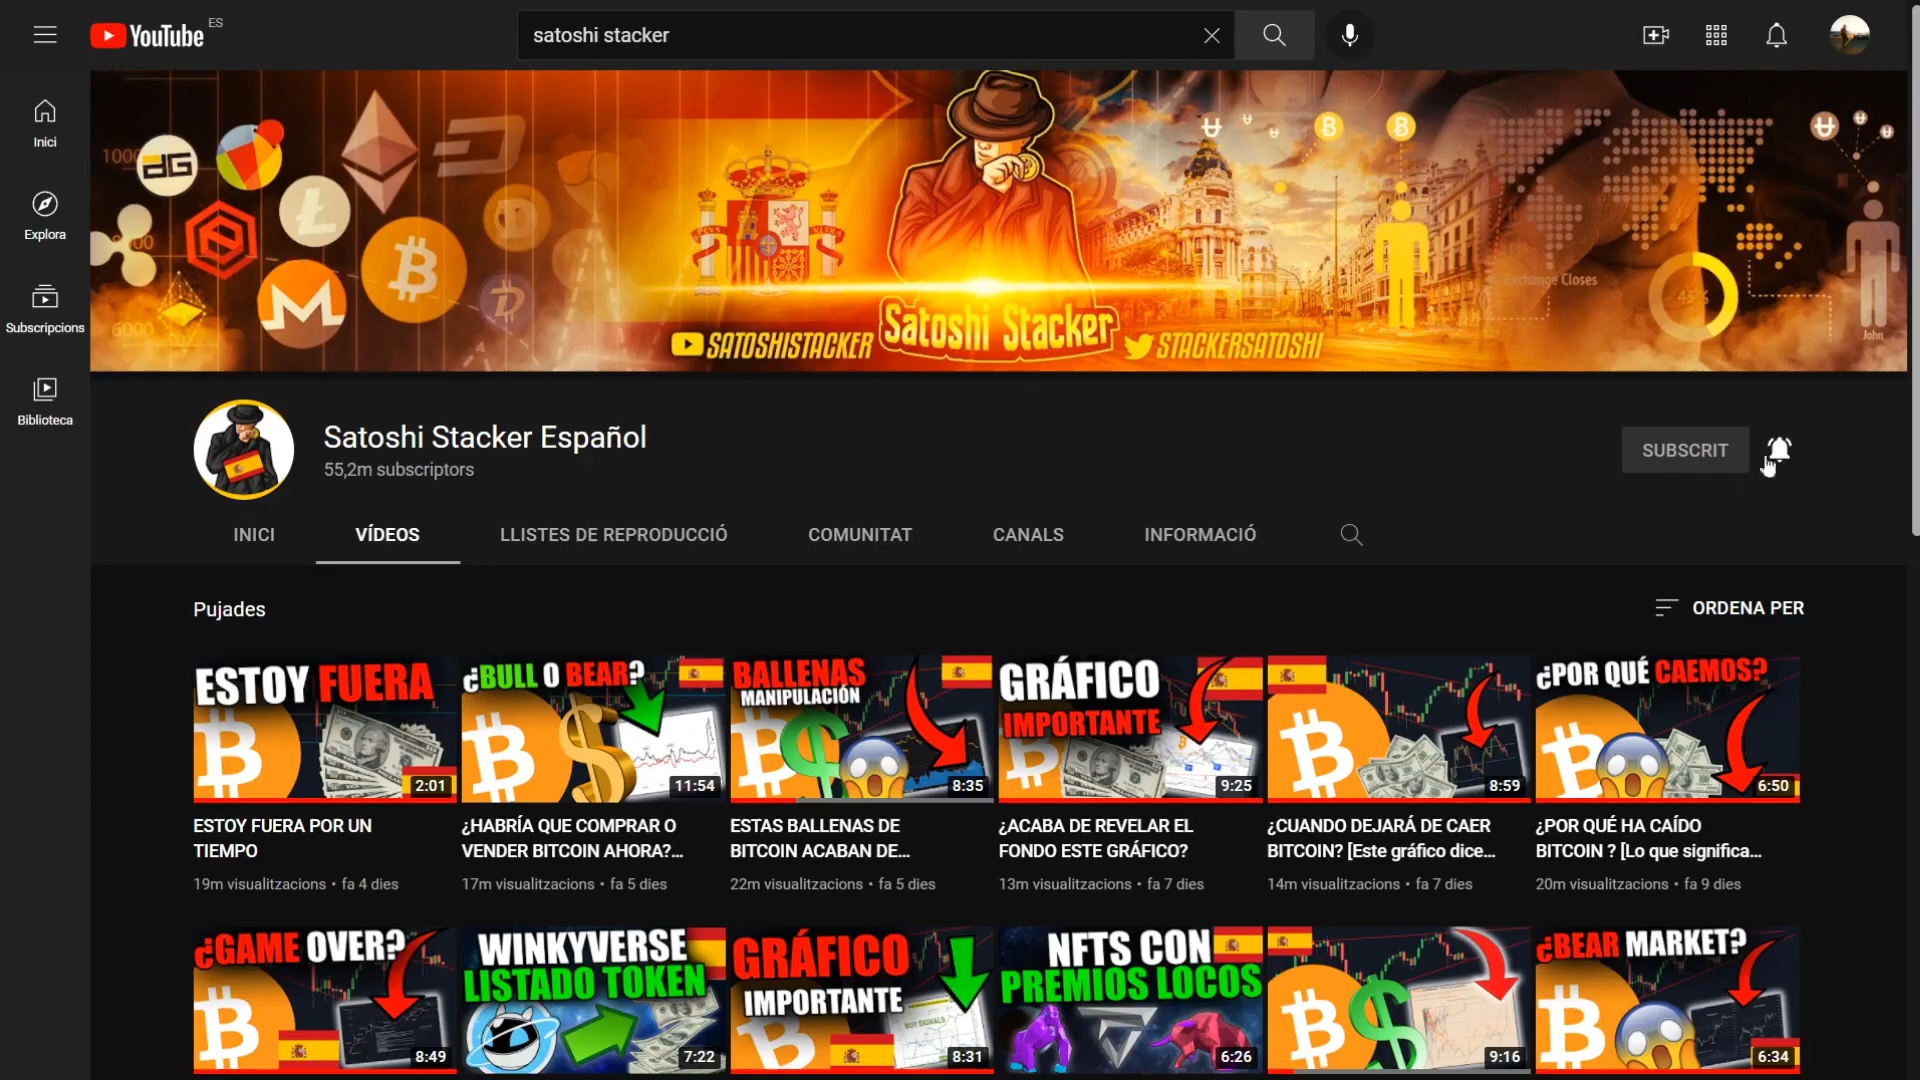 YouTube ES
satoshi stacker
Inici
Explora
Subscripcions
Biblioteca
6000
Exchange Closes
45%
John
SATOSHISTACKER
Satoshi Stacker
STACKERSATOSHI
Satoshi Stacker Español
55,2m subscriptors
SUBSCRIT
INICI
VÍDEOS
LLISTES DE REPRODUCCIÓ
COMUNITAT
CANALS
INFORMACIÓ
Pujades
ORDENA PER
ESTOY FUERA
2:01
ESTOY FUERA POR UN
TIEMPO
19m visualitzacions • fa 4 dies
¿BULL O BEAR?
11:54
¿HABRÍA QUE COMPRAR O
VENDER BITCOIN AHORA?...
17m visualitzacions • fa 5 dies
BALLENAS
MANIPULACIÓN
8:35
ESTAS BALLENAS DE
BITCOIN ACABAN DE...
22m visualitzacions • fa 5 dies
GRÁFICO
IMPORTANTE
9:25
¿ACABA DE REVELAR EL
FONDO ESTE GRÁFICO?
13m visualitzacions • fa 7 dies
8:59
¿CUANDO DEJARÁ DE CAER
BITCOIN? [Este gráfico dice...
14m visualitzacions • fa 7 dies
¿POR QUÉ CAEMOS?
6:50
¿POR QUÉ HA CAÍDO
BITCOIN ? [Lo que significa...
20m visualitzacions • fa 9 dies
¿GAME OVER?
8:49
WINKYVERSE
LISTADO TOKEN
7:22
GRÁFICO
IMPORTANTE
BUY SIGNALS
8:31
NFTS CON
PREMIOS LOCOS
6:26
9:16
¿BEAR MARKET?
6:34